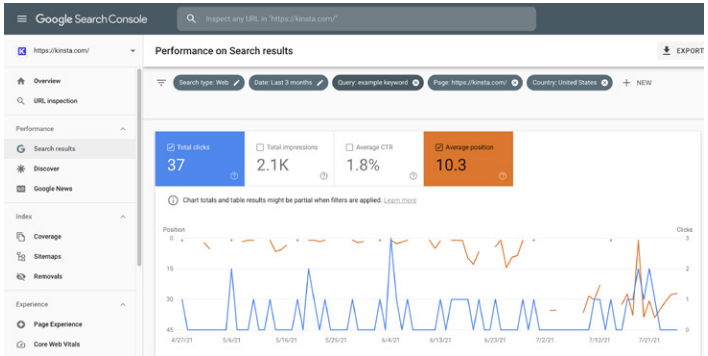 Google Search Console
Inspect any URL in "https://kinsta.com/"
https://kinsta.com/
Performance on Search results
EXPORT
Overview
URL inspection
Performance
Search results
Discover
Google News
Index
Coverage
Sitemaps
Removals
Experience
Page Experience
Core Web Vitals
Search type: Web
Date: Last 3 months
Query: example keyword
Page: https://kinsta.com/
Country: United States
NEW
Total clicks
37
Total impressions
2.1K
Average CTR
1.8%
Average position
10.3
Chart totals and table results might be partial when filters are applied. Learn more
Position
Clicks
0
15
30
45
3
2
1
0
4/27/21 5/6/21 5/16/21 5/25/21 6/4/21 6/13/21 6/23/21 7/2/21 7/12/21 7/21/21